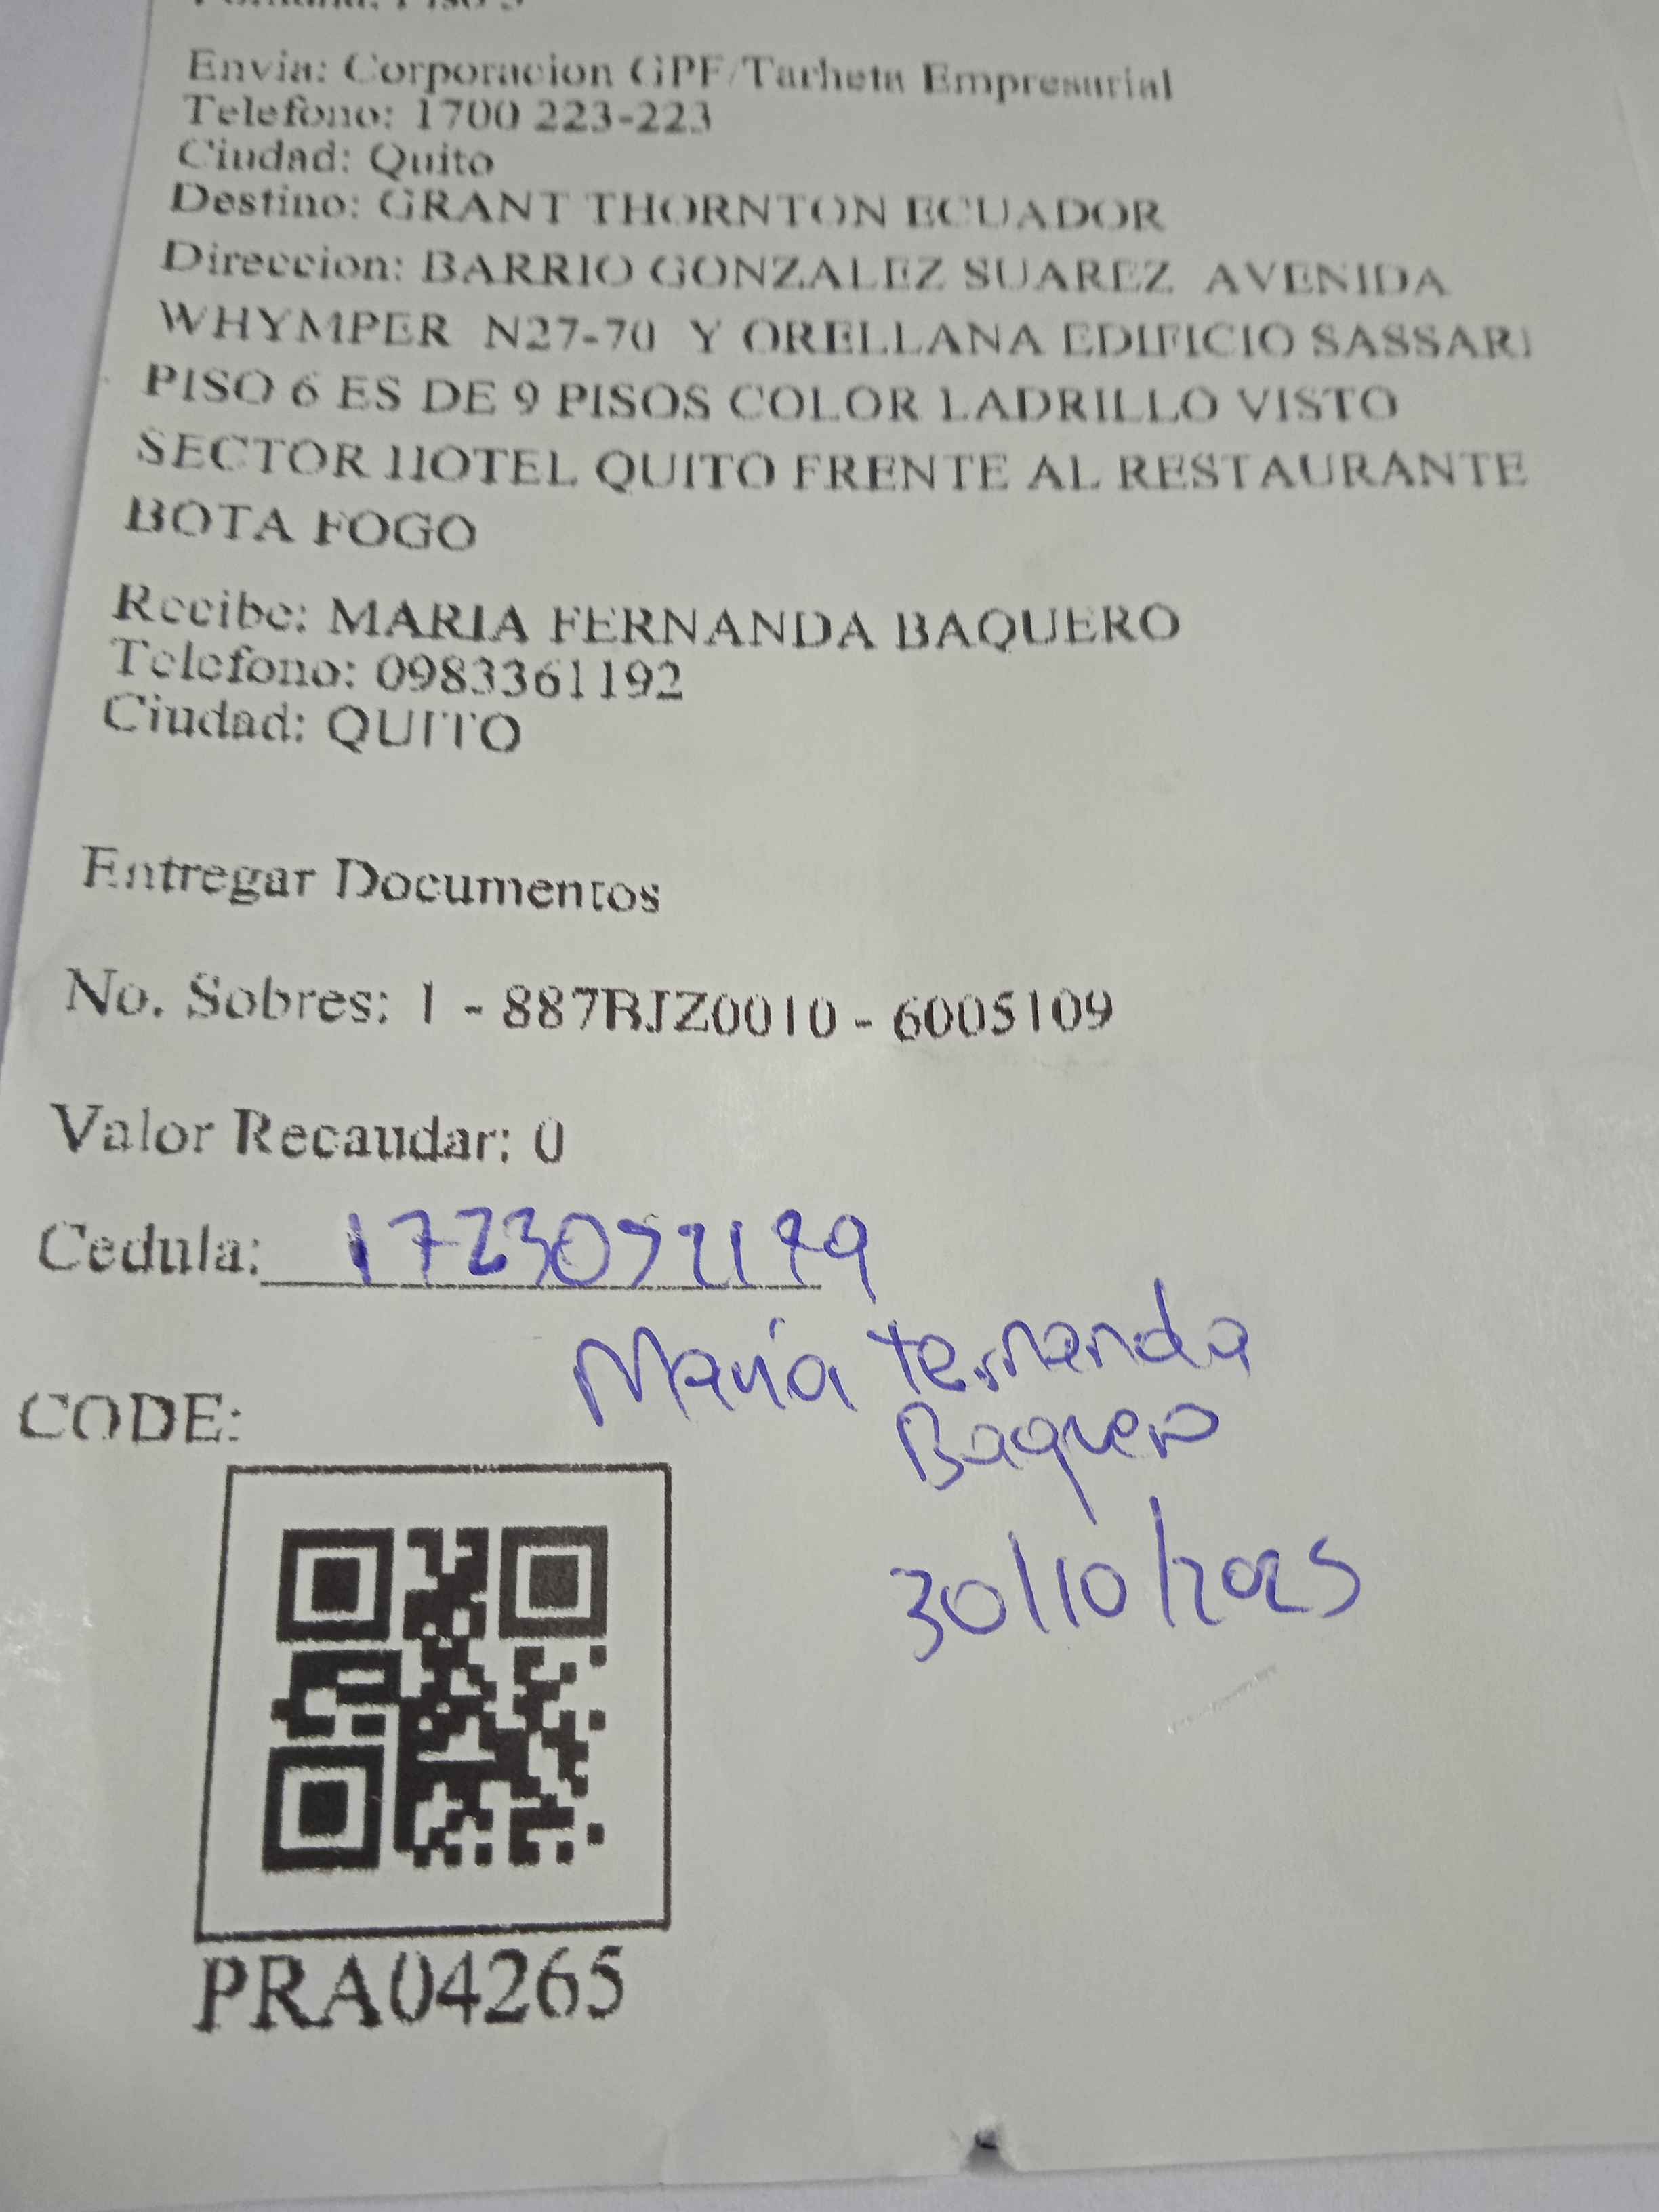 Envia: Corporacion GPF/Tarheta Empresarial
Telefono: 1700 223-223
Ciudad: Quito
Destino: GRANT THORNTON ECUADOR
Direccion: BARRIO GONZALEZ SUAREZ AVENIDA
WHYMPER N27-70 Y ORELLANA EDIFICIO SASSARI
PISO 6 ES DE 9 PISOS COLOR LADRILLO VISTO
SECTOR HOTEL QUITO FRENTE AL RESTAURANTE
BOTA FOGO
Recibe: MARIA FERNANDA BAQUERO
Telefono: 0983361192
Ciudad: QUITO
Entregar Documentos
No. Sobres: 1 - 887BJZ0010 - 6005109
Valor Recaudar: 0
Cedula:
María Fernanda
Baquero
CODE:
30/10/2025
PRA04265